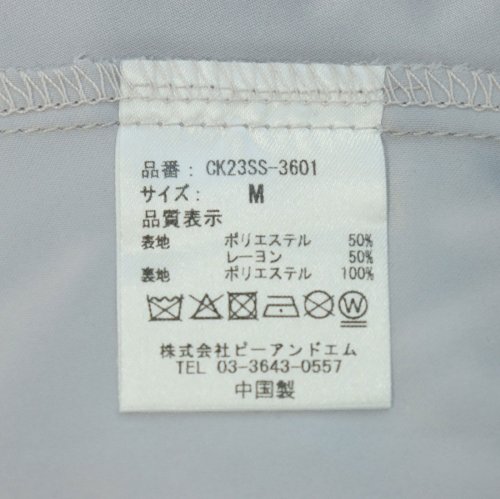 品番: CK23SS-3601
サイズ: M
品質表示
表地 ポリエステル 50%
レーヨン 50%
裏地 ポリエステル 100%
W
株式会社ピーアンドエム
TEL 03-3643-0557
中国製